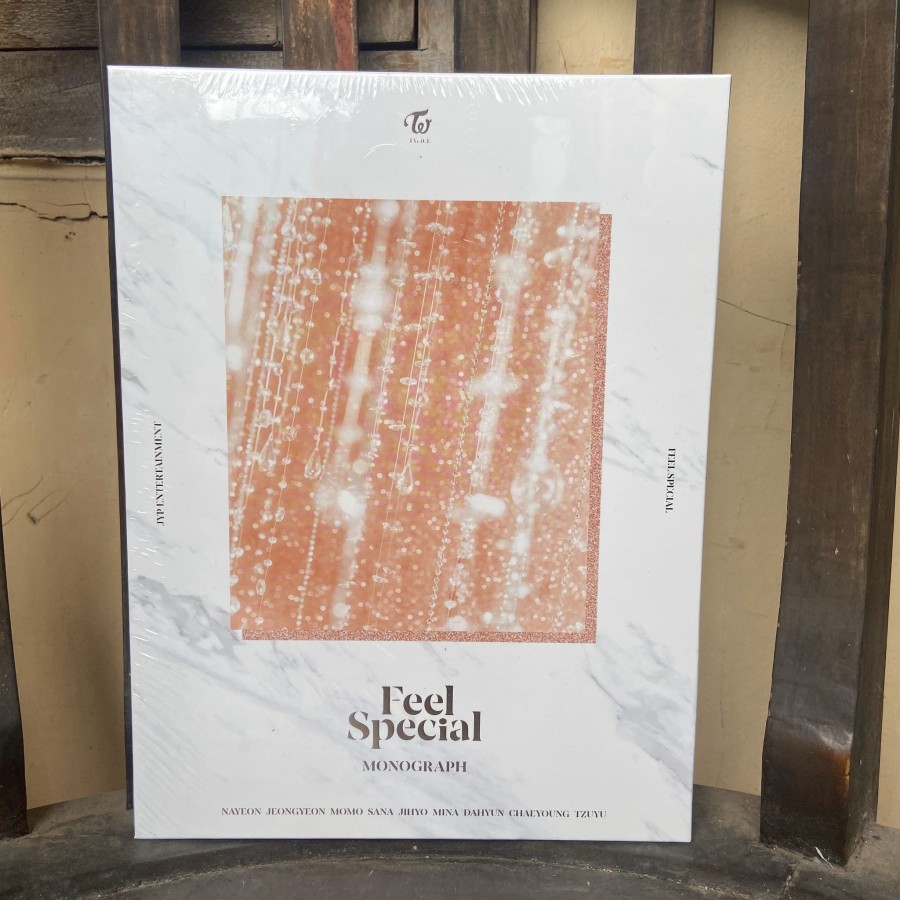 TWICE
JYP ENTERTAINMENT
FEEL SPECIAL
Feel
Special
MONOGRAPH
NAYEON JEONGYEON MOMO SANA JIHYO MINA DAHYUN CHAEYOUNG TZUYU